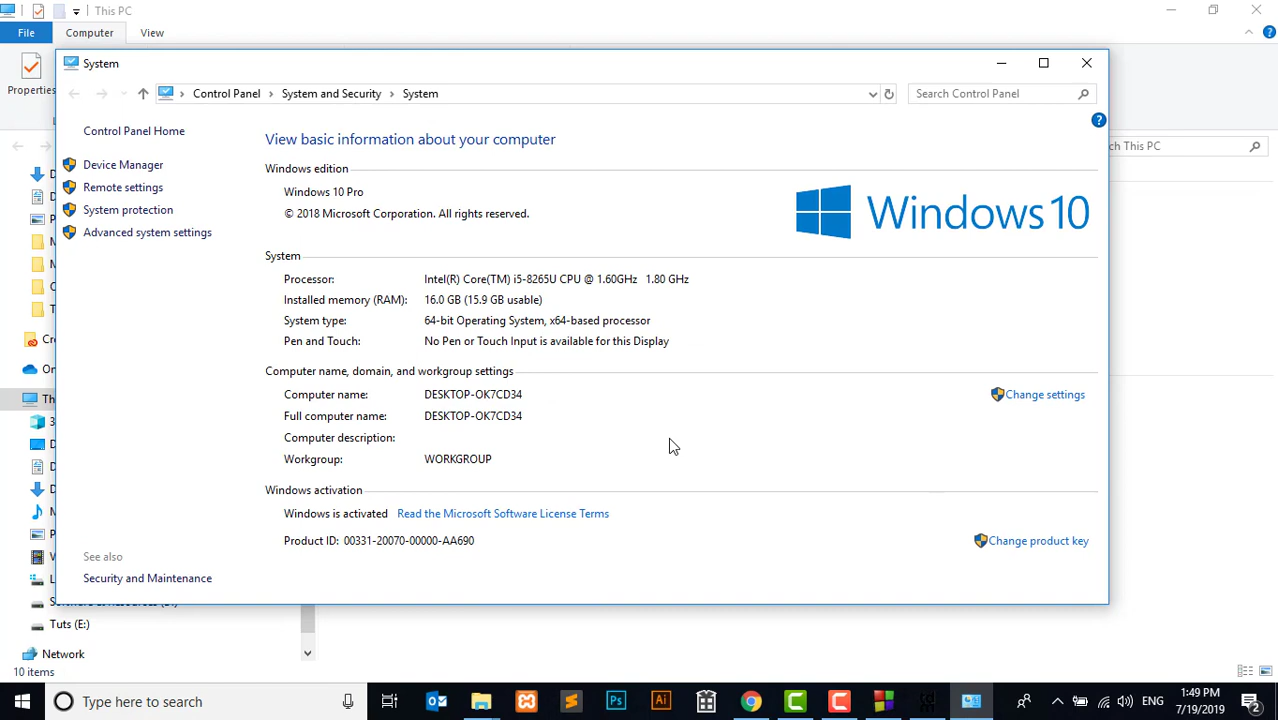 This PC
File
Computer
View
Properties
System
Control Panel
System and Security
System
Search Control Panel
Control Panel Home
View basic information about your computer
ch This PC
Device Manager
Windows edition
Remote settings
Windows 10 Pro
System protection
© 2018 Microsoft Corporation. All rights reserved.
Windows 10
Advanced system settings
System
Processor: Intel(R) Core(TM) i5-8265U CPU @ 1.60GHz 1.80 GHz
Installed memory (RAM): 16.0 GB (15.9 GB usable)
System type: 64-bit Operating System, x64-based processor
Pen and Touch: No Pen or Touch Input is available for this Display
Computer name, domain, and workgroup settings
Computer name: DESKTOP-OK7CD34
Change settings
Full computer name: DESKTOP-OK7CD34
Computer description:
Workgroup: WORKGROUP
Windows activation
Windows is activated Read the Microsoft Software License Terms
Product ID: 00331-20070-00000-AA690
Change product key
See also
Security and Maintenance
Tuts (E:)
Network
10 items
Type here to search
ENG
1:49 PM
7/19/2019
2